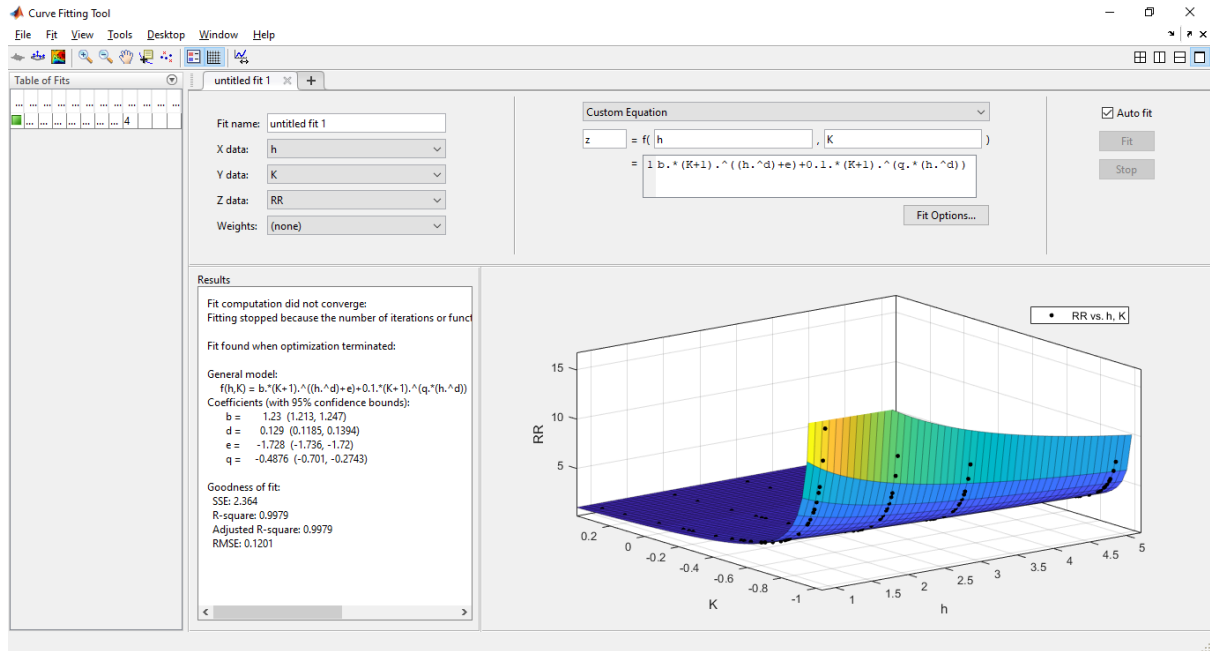 Curve Fitting Tool
File Fit View Tools Desktop Window Help
Table of Fits
untitled fit 1
... ... ... ... ... ... ... ... ... ... ... ...
... ... ... ... ... ... ... 4
Fit name: untitled fit 1
X data: h
Y data: K
Z data: RR
Weights: (none)
Custom Equation
z = f( h , K )
= 1 b.*(K+1).^((h.^d)+e)+0.1.*(K+1).^(q.*(h.^d))
Fit Options...
Auto fit
Fit
Stop
Results
Fit computation did not converge:
Fitting stopped because the number of iterations or funct
Fit found when optimization terminated:
General model:
f(h,K) = b.*(K+1).^((h.^d)+e)+0.1.*(K+1).^(q.*(h.^d))
Coefficients (with 95% confidence bounds):
b = 1.23 (1.213, 1.247)
d = 0.129 (0.1185, 0.1394)
e = -1.728 (-1.736, -1.72)
q = -0.4876 (-0.701, -0.2743)
Goodness of fit:
SSE: 2.364
R-square: 0.9979
Adjusted R-square: 0.9979
RMSE: 0.1201
RR vs. h, K
15
10
5
RR
0.2
0
-0.2
-0.4
-0.6
-0.8
-1
K
1
1.5
2
2.5
3
3.5
4
4.5
5
h